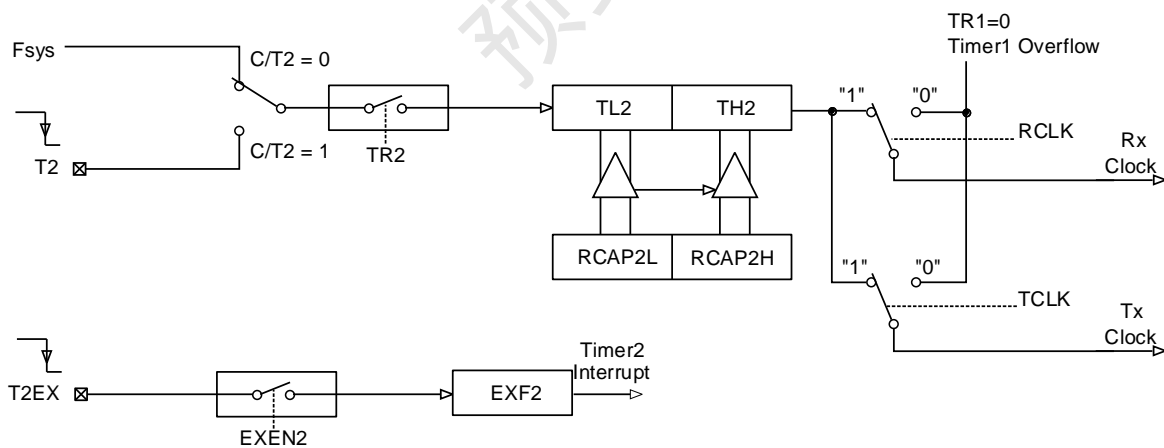 预
TR1=0
Timer1 Overflow
Fsys
C/T2 = 0
TL2
TH2
"1"
"0"
RCLK
Rx
Clock
T2
C/T2 = 1
TR2
RCAP2L
RCAP2H
"1"
"0"
TCLK
Tx
Clock
T2EX
EXEN2
EXF2
Timer2
Interrupt